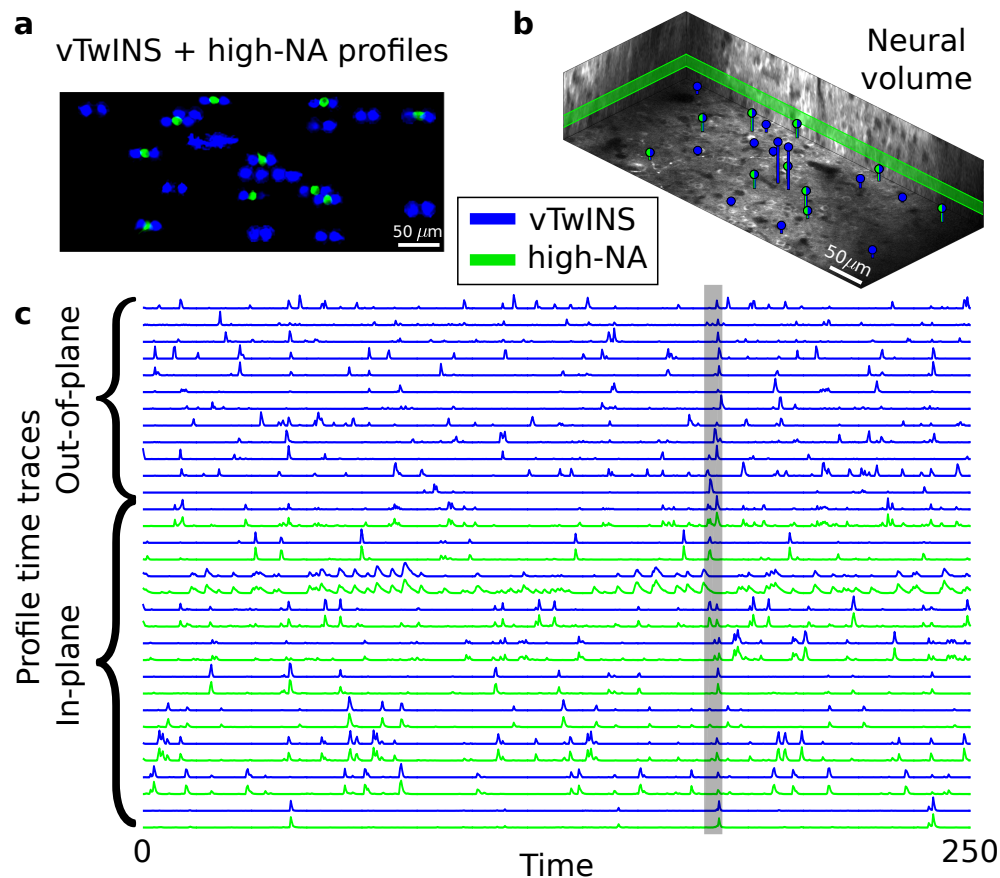 a
vTwINS + high-NA profiles
50 μm
b
Neural
volume
50μm
vTwINS
high-NA
c
Profile time traces
Out-of-plane
In-plane
0
Time
250